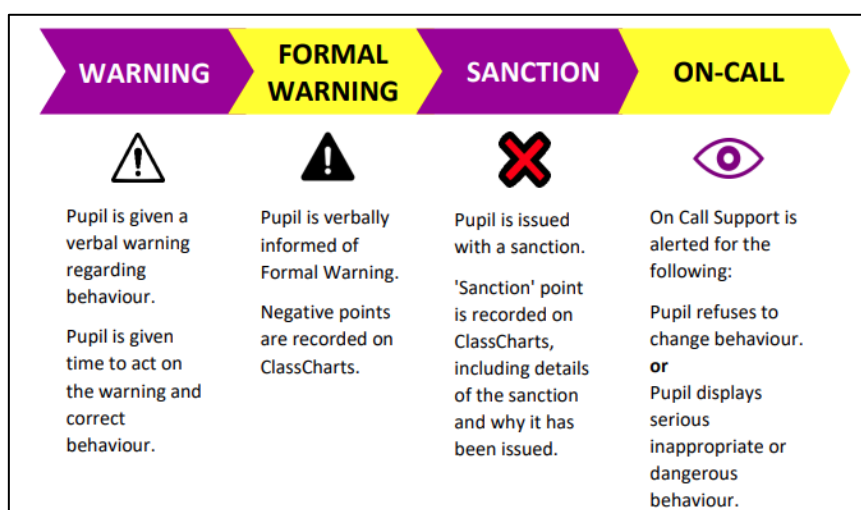 WARNING
FORMAL
WARNING
SANCTION
ON-CALL
Pupil is given a
verbal warning
regarding
behaviour.
Pupil is given
time to act on
the warning and
correct
behaviour.
Pupil is verbally
informed of
Formal Warning.
Negative points
are recorded on
ClassCharts.
Pupil is issued
with a sanction.
'Sanction' point
is recorded on
ClassCharts,
including details
of the sanction
and why it has
been issued.
On Call Support is
alerted for the
following:
Pupil refuses to
change behaviour.
or
Pupil displays
serious
inappropriate or
dangerous
behaviour.